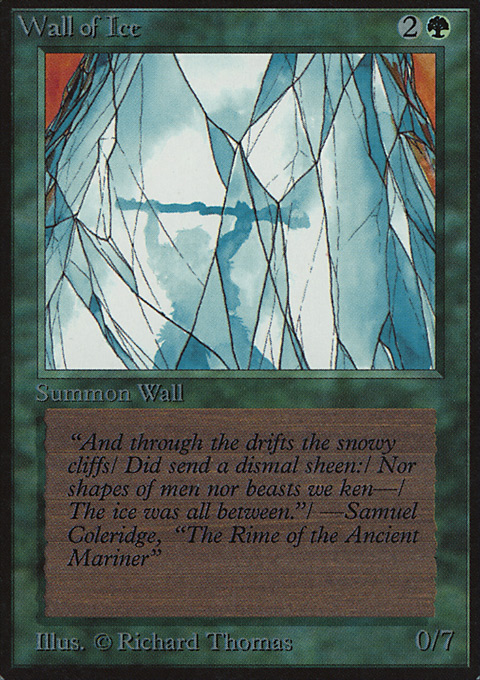 Wall of Ice 2
Summon Wall
“And through the drifts the snowy
cliffs/ Did send a dismal sheen:/ Nor
shapes of men nor beasts we ken—/
The ice was all between.”/ —Samuel
Coleridge, “The Rime of the Ancient
Mariner”
Illus. © Richard Thomas 0/7